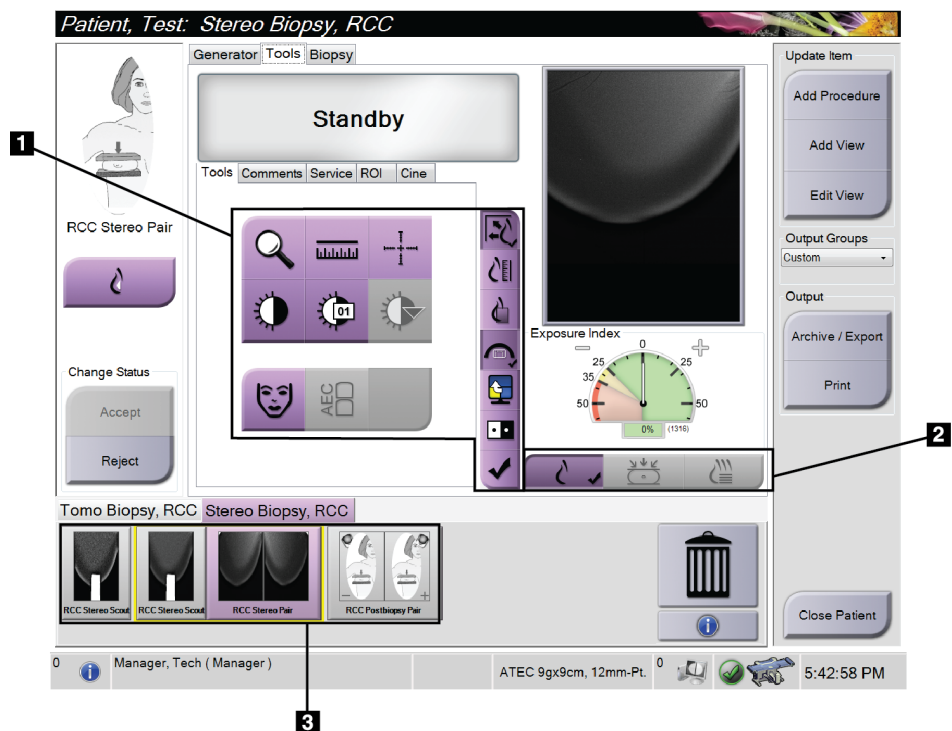 Patient, Test: Stereo Biopsy, RCC
Generator Tools Biopsy
Update Item
Standby
Add Procedure
Add View
Edit View
1
Tools Comments Service ROI Cine
RCC Stereo Pair
Output Groups
Custom
01
Output
Archive / Export
Print
Exposure Index
0
25 25
35
50 50
0% (1316)
Change Status
Accept
Reject
AEC
2
Tomo Biopsy, RCC Stereo Biopsy, RCC
RCC Stereo Scout RCC Stereo Scout RCC Stereo Pair RCC Postbiopsy Pair
Close Patient
0 Manager, Tech ( Manager ) ATEC 9gx9cm, 12mm-Pt. 0 5:42:58 PM
3